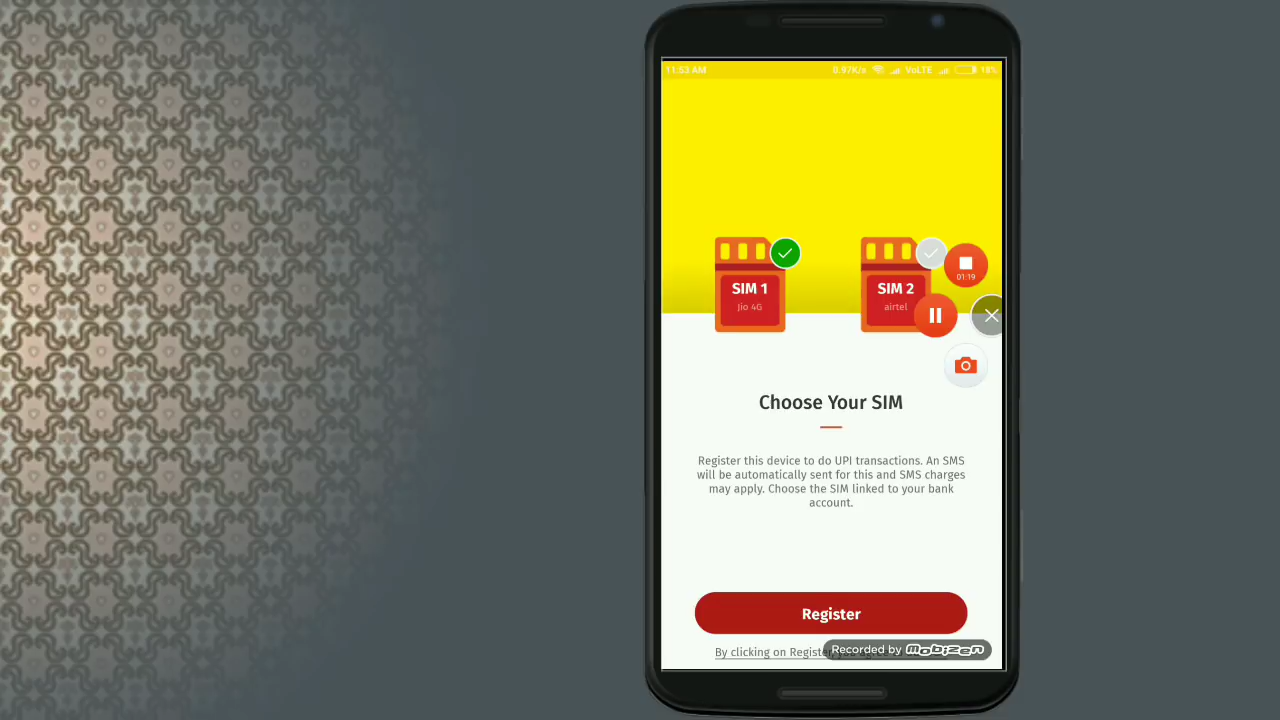 11:53 AM
0.97K/s VoLTE 18%
SIM 1
Jio 4G
SIM 2
airtel
01:19
Choose Your SIM
Register this device to do UPI transactions. An SMS
will be automatically sent for this and SMS charges
may apply. Choose the SIM linked to your bank
account.
Register
By clicking on Register,
Recorded by Mobizen